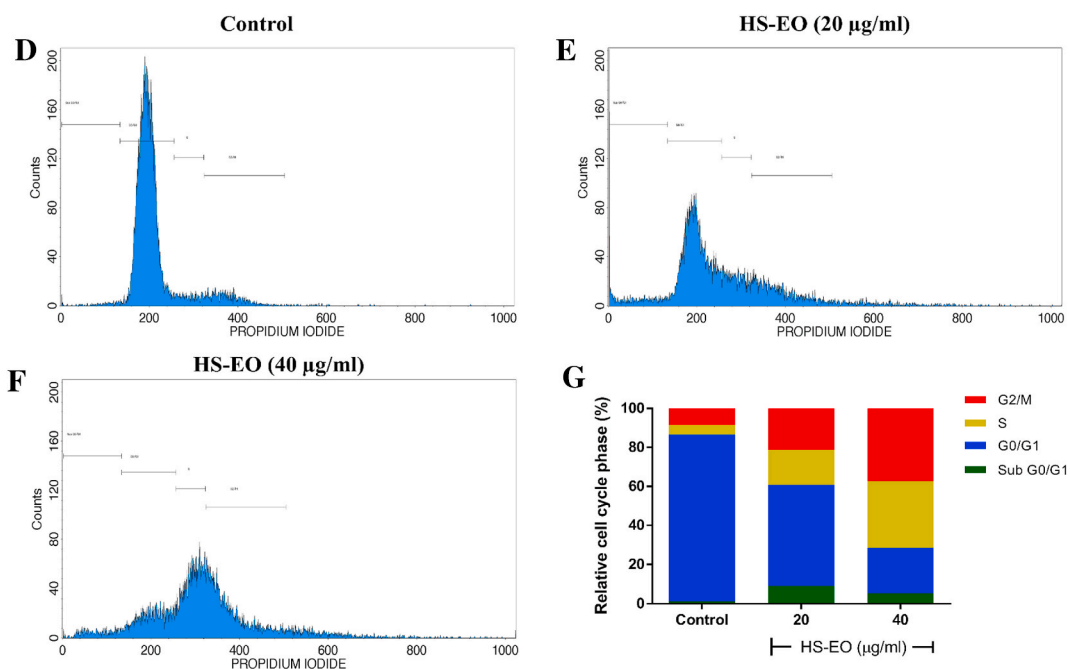 Control
D
200
160
120
80
40
0
Counts
0 200 400 600 800 1000
PROPIDIUM IODIDE
S
HS-EO (20 µg/ml)
E
200
160
120
80
40
0
Counts
0 200 400 600 800 1000
PROPIDIUM IODIDE
S
HS-EO (40 µg/ml)
F
200
160
120
80
40
0
Counts
0 200 400 600 800 1000
PROPIDIUM IODIDE
S
G
Relative cell cycle phase (%)
100
80
60
40
20
0
Control 20 40
HS-EO (µg/ml)
G2/M
S
G0/G1
Sub G0/G1